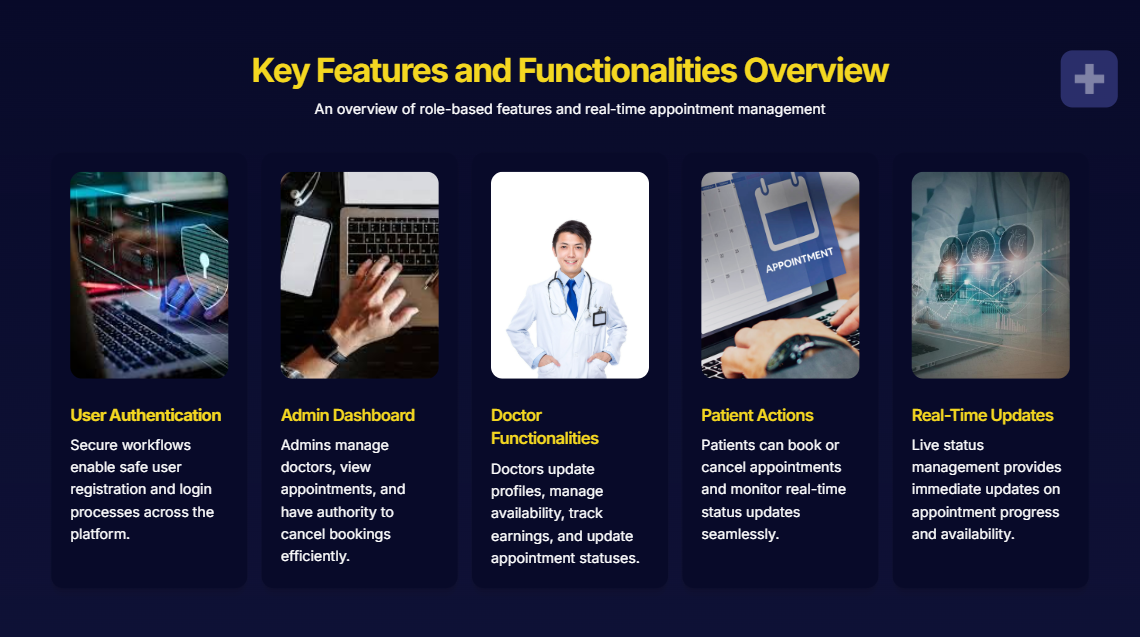 Key Features and Functionalities Overview
An overview of role-based features and real-time appointment management
APPOINTMENT
User Authentication
Secure workflows
enable safe user
registration and login
processes across the
platform.
Admin Dashboard
Admins manage
doctors, view
appointments, and
have authority to
cancel bookings
efficiently.
Doctor
Functionalities
Doctors update
profiles, manage
availability, track
earnings, and update
appointment statuses.
Patient Actions
Patients can book or
cancel appointments
and monitor real-time
status updates
seamlessly.
Real-Time Updates
Live status
management provides
immediate updates on
appointment progress
and availability.